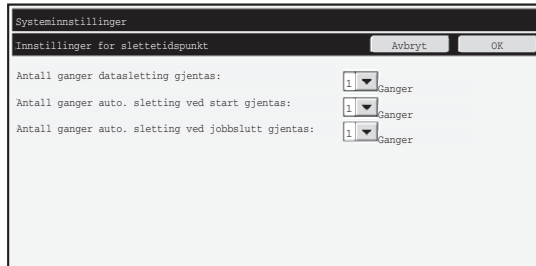 Systeminnstillinger
Innstillinger for slettetidspunkt Avbryt OK
Antall ganger datasletting gjentas: 1 Ganger
Antall ganger auto. sletting ved start gjentas: 1 Ganger
Antall ganger auto. sletting ved jobbslutt gjentas: 1 Ganger